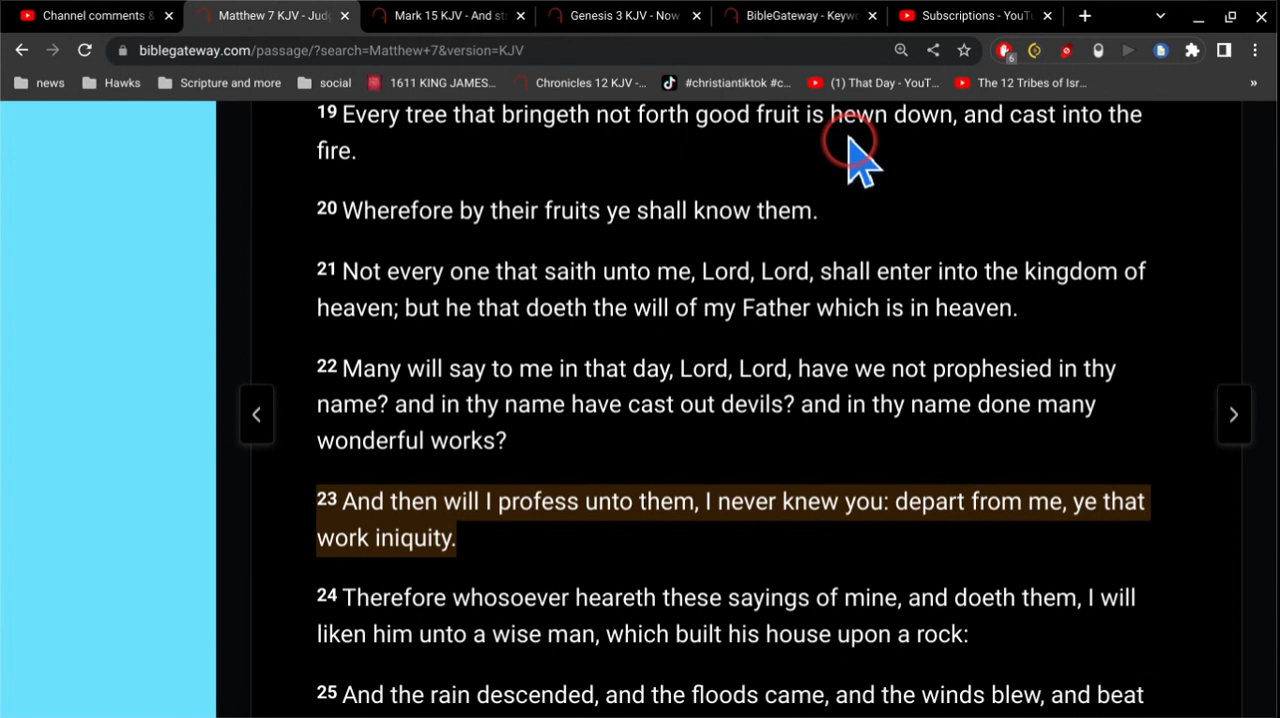 Channel comments &
Matthew 7 KJV - Judg
Mark 15 KJV - And str
Genesis 3 KJV - Now
BibleGateway - Keyw
Subscriptions - YouTu
biblegateway.com/passage/?search=Matthew+7&version=KJV
6
news
Hawks
Scripture and more
social
1611 KING JAMES...
Chronicles 12 KJV -...
#christiantiktok #c...
(1) That Day - YouT...
The 12 Tribes of Isr...
»
19 Every tree that bringeth not forth good fruit is hewn down, and cast into the
fire.
20 Wherefore by their fruits ye shall know them.
21 Not every one that saith unto me, Lord, Lord, shall enter into the kingdom of
heaven; but he that doeth the will of my Father which is in heaven.
22 Many will say to me in that day, Lord, Lord, have we not prophesied in thy
name? and in thy name have cast out devils? and in thy name done many
wonderful works?
23 And then will I profess unto them, I never knew you: depart from me, ye that
work iniquity.
24 Therefore whosoever heareth these sayings of mine, and doeth them, I will
liken him unto a wise man, which built his house upon a rock:
25 And the rain descended, and the floods came, and the winds blew, and beat